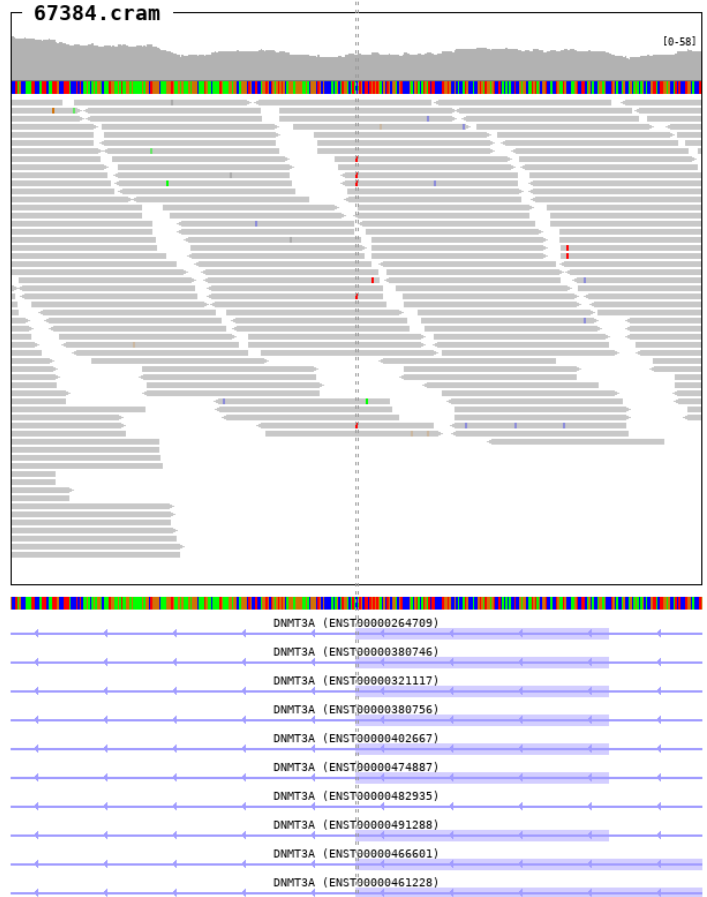 67384.cram
[0-58]
DNMT3A (ENST00000264709)
DNMT3A (ENST00000380746)
DNMT3A (ENST00000321117)
DNMT3A (ENST00000380756)
DNMT3A (ENST00000402667)
DNMT3A (ENST00000474887)
DNMT3A (ENST00000482935)
DNMT3A (ENST00000491288)
DNMT3A (ENST00000466601)
DNMT3A (ENST00000461228)